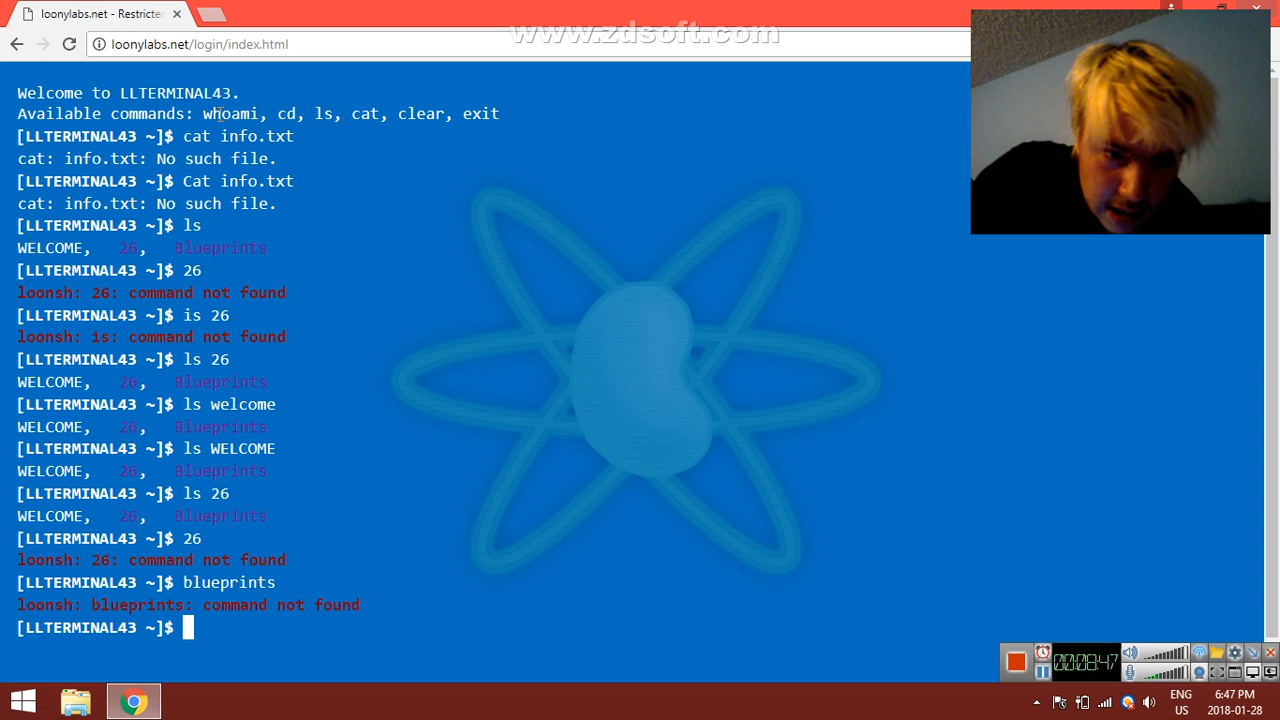 loonylabs.net - Restricte
loonylabs.net/login/index.html
www.zdsoft.com
Welcome to LLTERMINAL43.
Available commands: whoami, cd, ls, cat, clear, exit
[LLTERMINAL43 ~]$ cat info.txt
cat: info.txt: No such file.
[LLTERMINAL43 ~]$ Cat info.txt
cat: info.txt: No such file.
[LLTERMINAL43 ~]$ ls
WELCOME, 26, Blueprints
[LLTERMINAL43 ~]$ 26
loonsh: 26: command not found
[LLTERMINAL43 ~]$ is 26
loonsh: is: command not found
[LLTERMINAL43 ~]$ ls 26
WELCOME, 26, Blueprints
[LLTERMINAL43 ~]$ ls welcome
WELCOME, 26, Blueprints
[LLTERMINAL43 ~]$ ls WELCOME
WELCOME, 26, Blueprints
[LLTERMINAL43 ~]$ ls 26
WELCOME, 26, Blueprints
[LLTERMINAL43 ~]$ 26
loonsh: 26: command not found
[LLTERMINAL43 ~]$ blueprints
loonsh: blueprints: command not found
[LLTERMINAL43 ~]$
00:08:47
ENG
US
6:47 PM
2018-01-28